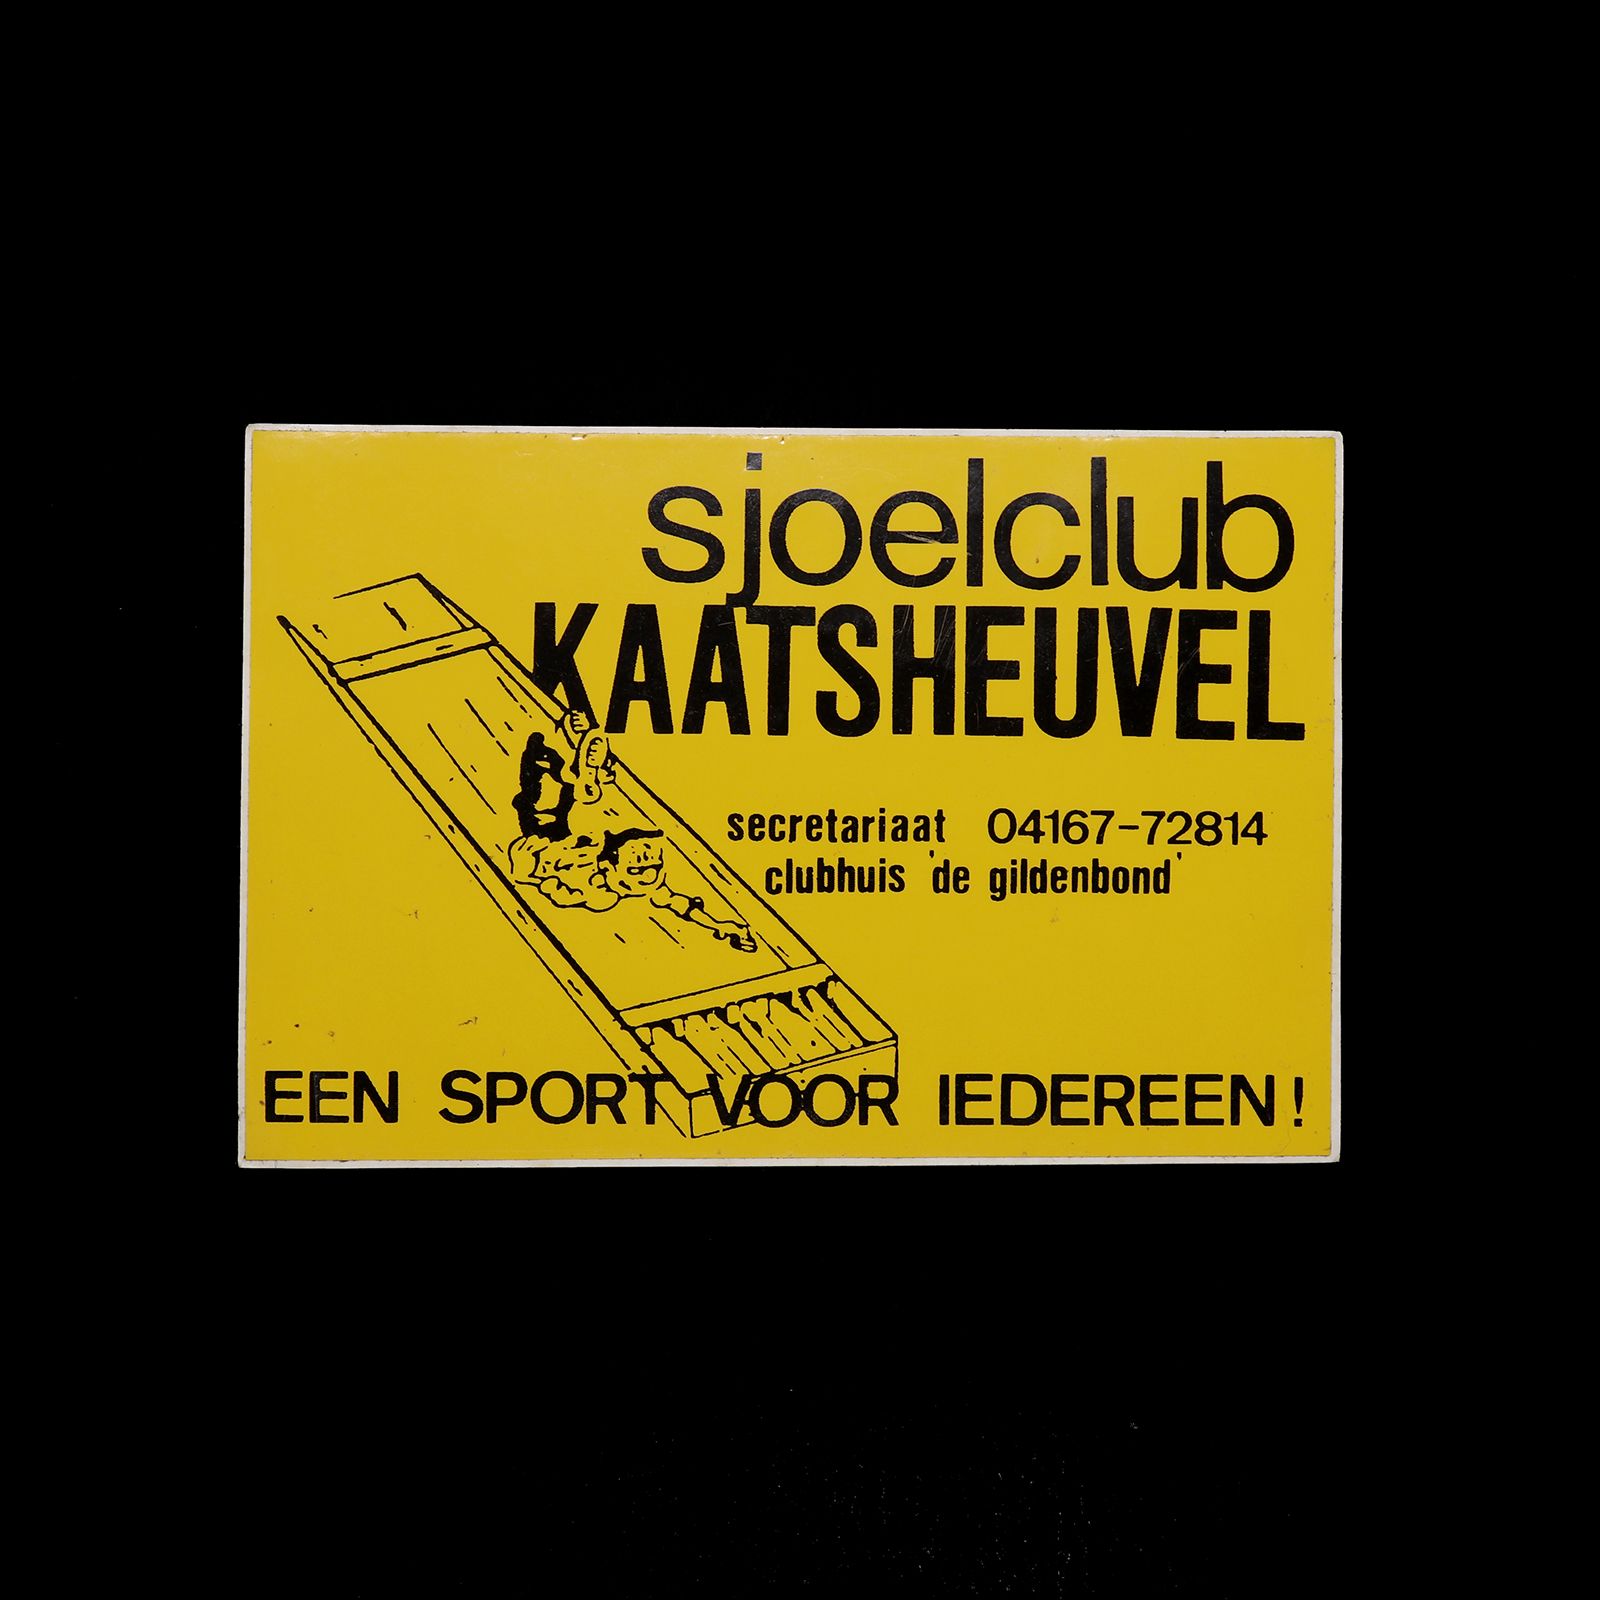 sjoelclub
KAATSHEUVEL
secretariaat 04167-72814
clubhuis 'de gildenbond'
EEN SPORT VOOR IEDEREEN!